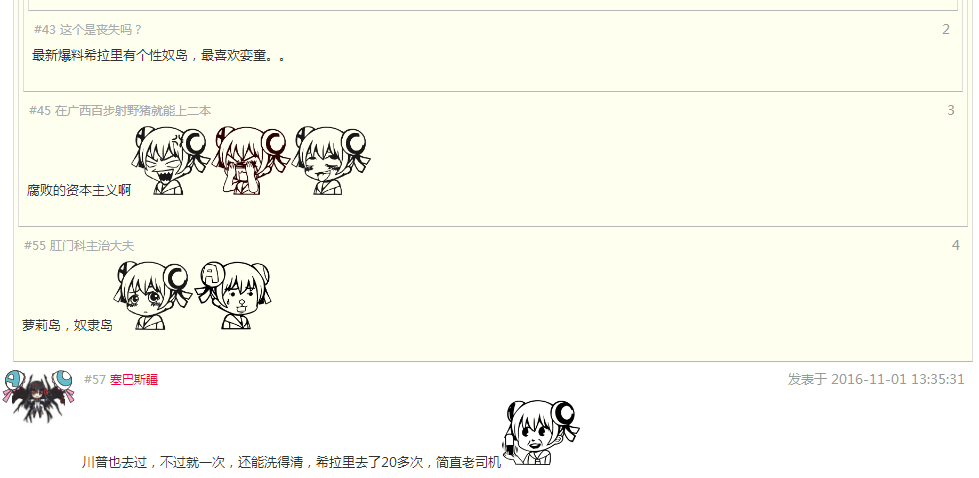 #43 这个是丧失吗？ 2
最新爆料希拉里有个性奴岛，最喜欢娈童。。
#45 在广西百步射野猪就能上二本 3
腐败的资本主义啊
#55 肛门科主治大夫 4
萝莉岛，奴隶岛
#57 塞巴斯疆 发表于 2016-11-01 13:35:31
川普也去过，不过就一次，还能洗得清，希拉里去了20多次，简直老司机